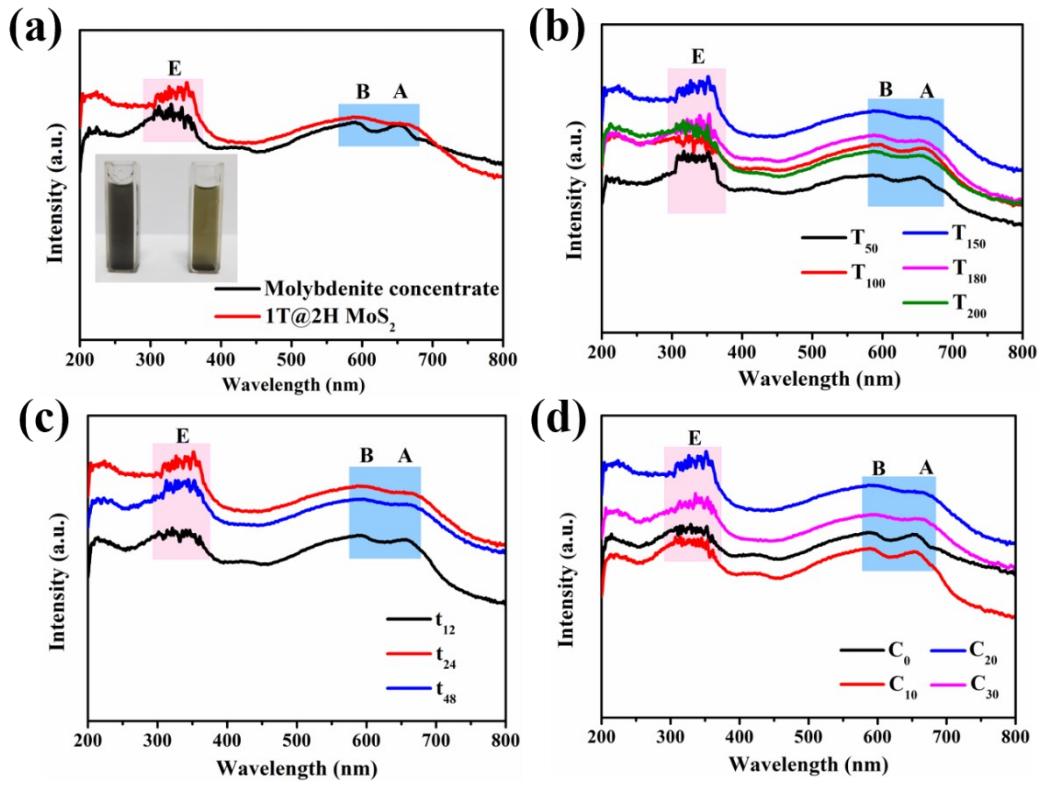 (a)
E
B A
Intensity (a.u.)
Molybdenite concentrate
1T@2H MoS₂
200 300 400 500 600 700 800
Wavelength (nm)
(b)
E
B A
Intensity (a.u.)
T₅₀ T₁₅₀
T₁₀₀ T₁₈₀
T₂₀₀
200 300 400 500 600 700 800
Wavelength (nm)
(c)
E
B A
Intensity (a.u.)
t₁₂
t₂₄
t₄₈
200 300 400 500 600 700 800
Wavelength (nm)
(d)
E
B A
Intensity (a.u.)
C₀ C₂₀
C₁₀ C₃₀
200 300 400 500 600 700 800
Wavelength (nm)